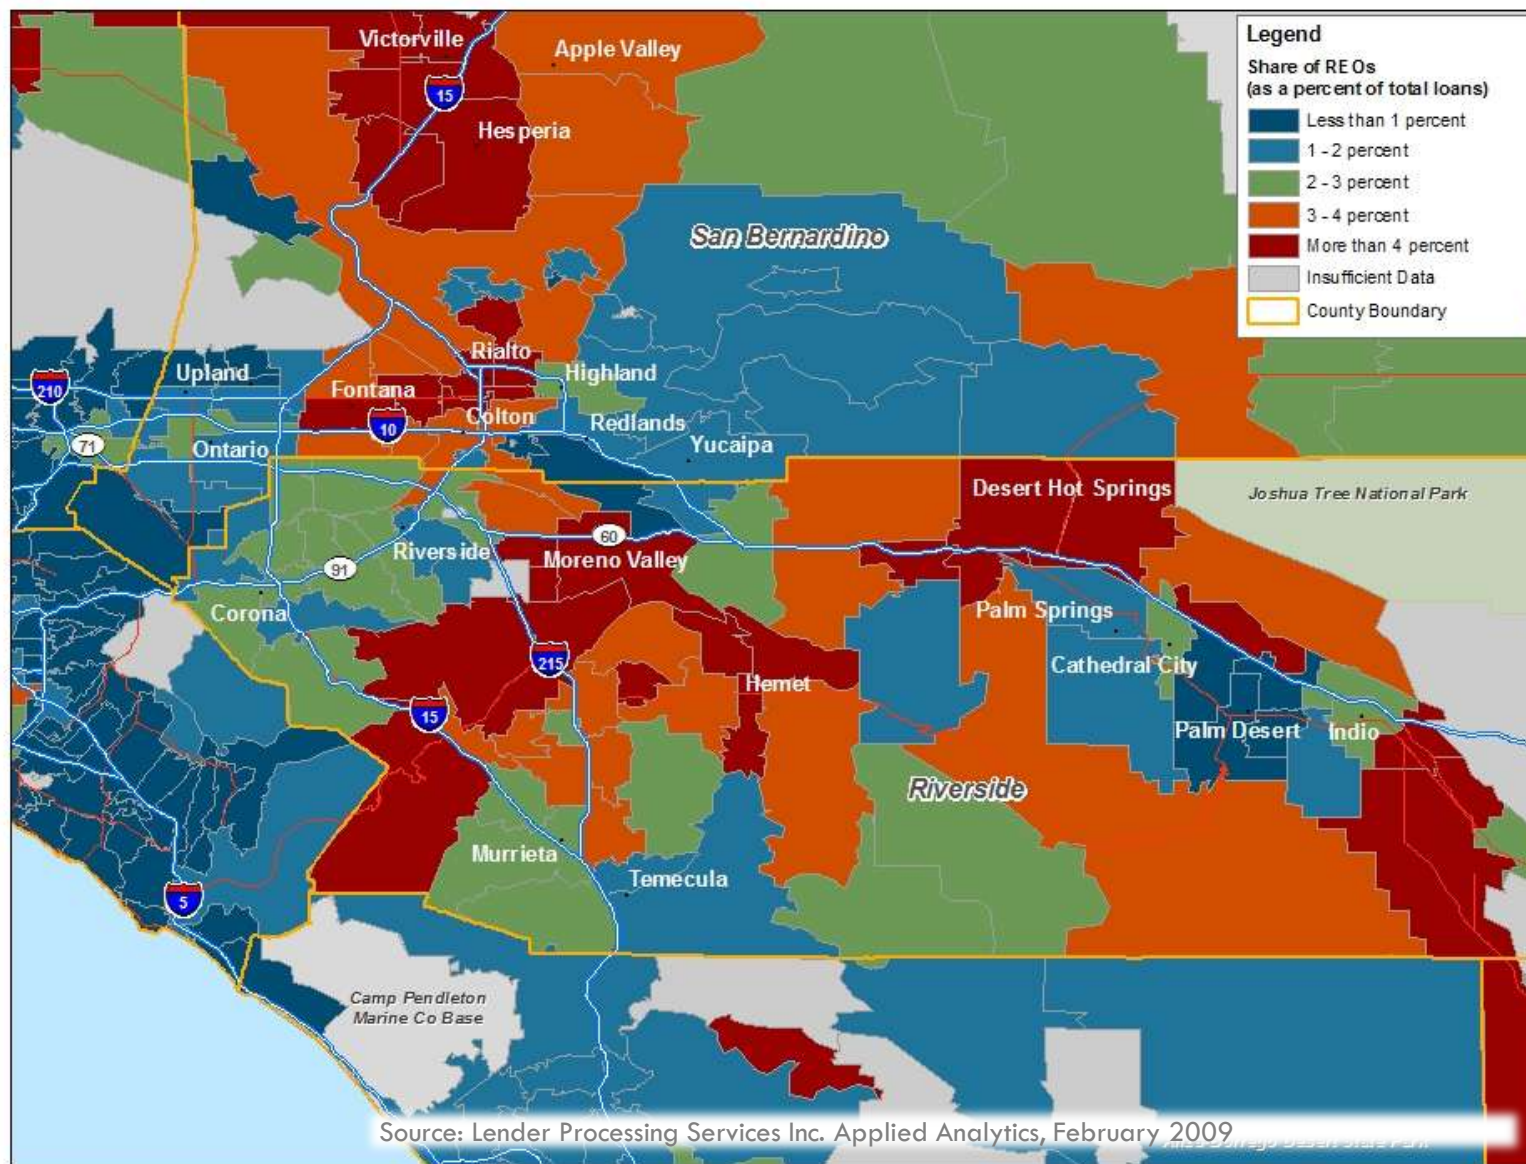 Legend
Share of REOs
(as a percent of total loans)
Less than 1 percent
1 - 2 percent
2 - 3 percent
3 - 4 percent
More than 4 percent
Insufficient Data
County Boundary
Victorville
Apple Valley
15
Hesperia
San Bernardino
Rialto
Upland
Highland
210
Fontana
Colton
Redlands
10
71
Ontario
Yucaipa
Desert Hot Springs
Joshua Tree National Park
60
Riverside
Moreno Valley
91
Corona
Palm Springs
215
Cathedral City
Hemet
15
Palm Desert
Indio
Riverside
Murrieta
Temecula
5
Camp Pendleton
Marine Co Base
Source: Lender Processing Services Inc. Applied Analytics, February 2009